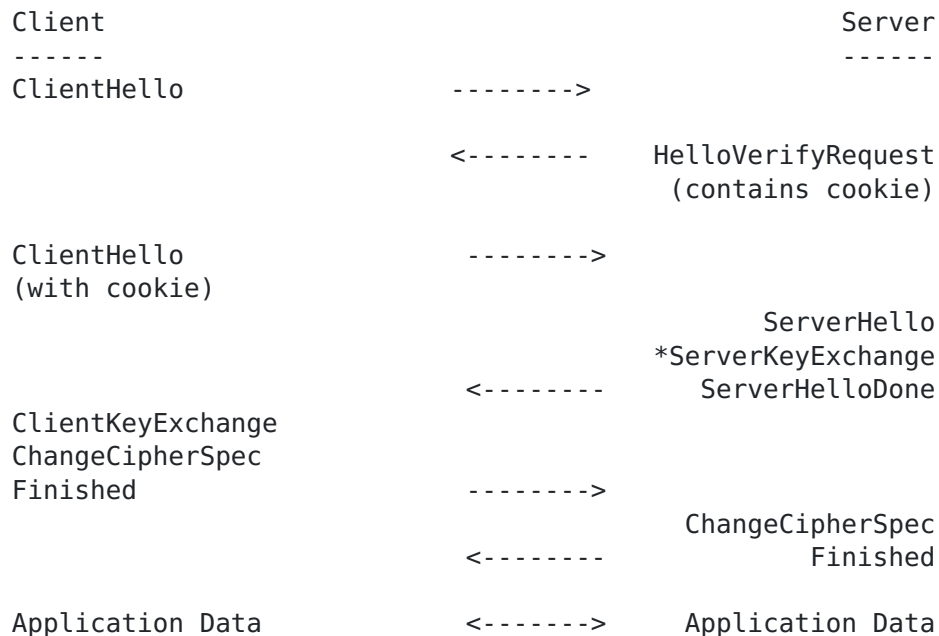 Client                                                Server
------                                                ------
ClientHello                 -------->

                            <--------    HelloVerifyRequest
                                          (contains cookie)

ClientHello                  -------->
(with cookie)
                                                ServerHello
                                         *ServerKeyExchange
                             <--------      ServerHelloDone
ClientKeyExchange
ChangeCipherSpec
Finished                     -------->
                                           ChangeCipherSpec
                             <--------             Finished

Application Data             <------->     Application Data